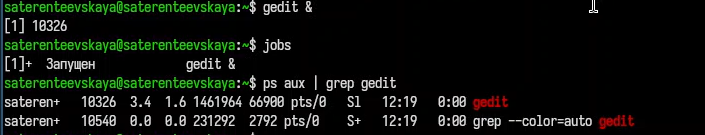 saterenteevskaya@saterenteevskaya:~$ gedit &
[1] 10326
saterenteevskaya@saterenteevskaya:~$ jobs
[1]+  Запущен          gedit &
saterenteevskaya@saterenteevskaya:~$ ps aux | grep gedit
sateren+   10326  3.4  1.6 1461964 66900 pts/0   Sl   12:19   0:00 gedit
sateren+   10540  0.0  0.0 231292  2792 pts/0    S+   12:19   0:00 grep --color=auto gedit